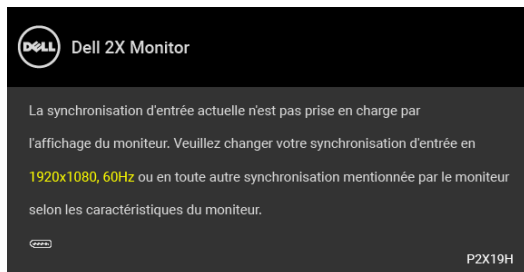 DELL
Dell 2X Monitor
La synchronisation d'entrée actuelle n'est pas prise en charge par
l'affichage du moniteur. Veuillez changer votre synchronisation d'entrée en
1920x1080, 60Hz ou en toute autre synchronisation mentionnée par le moniteur
selon les caractéristiques du moniteur.
P2X19H